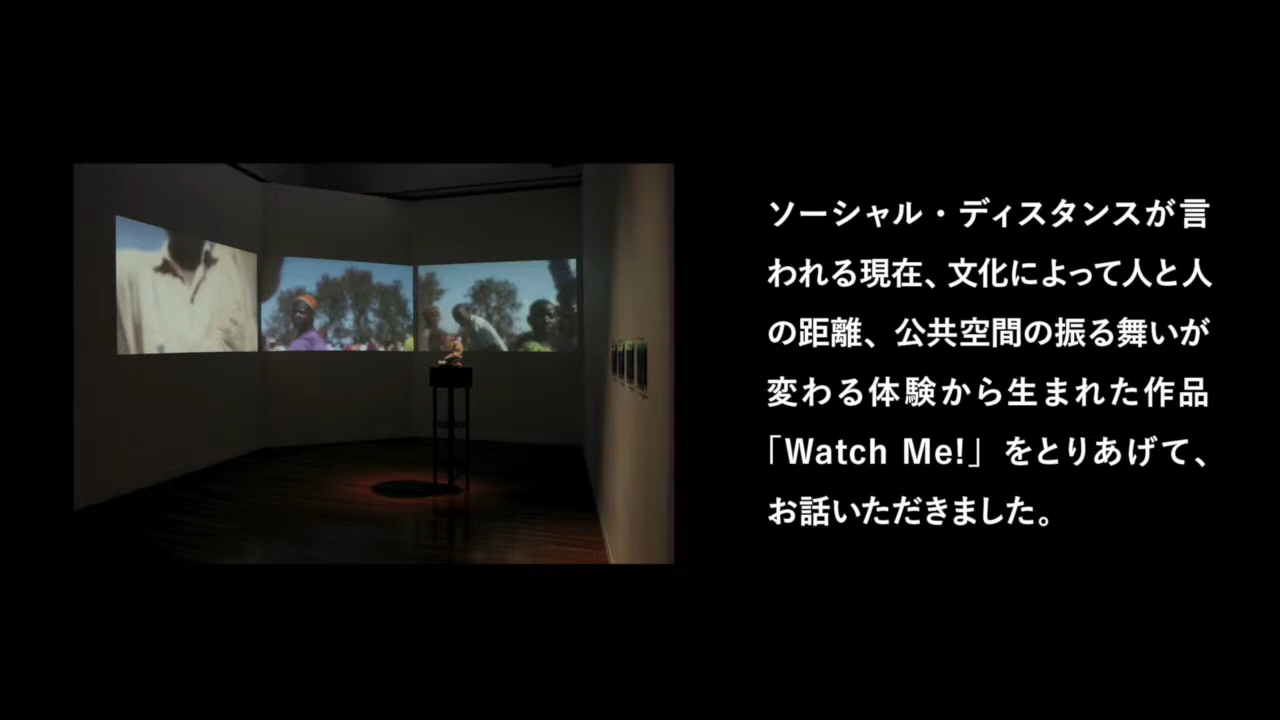 ソーシャル・ディスタンスが言
われる現在、文化によって人と人
の距離、公共空間の振る舞いが
変わる体験から生まれた作品
「Watch Me!」をとりあげて、
お話いただきました。